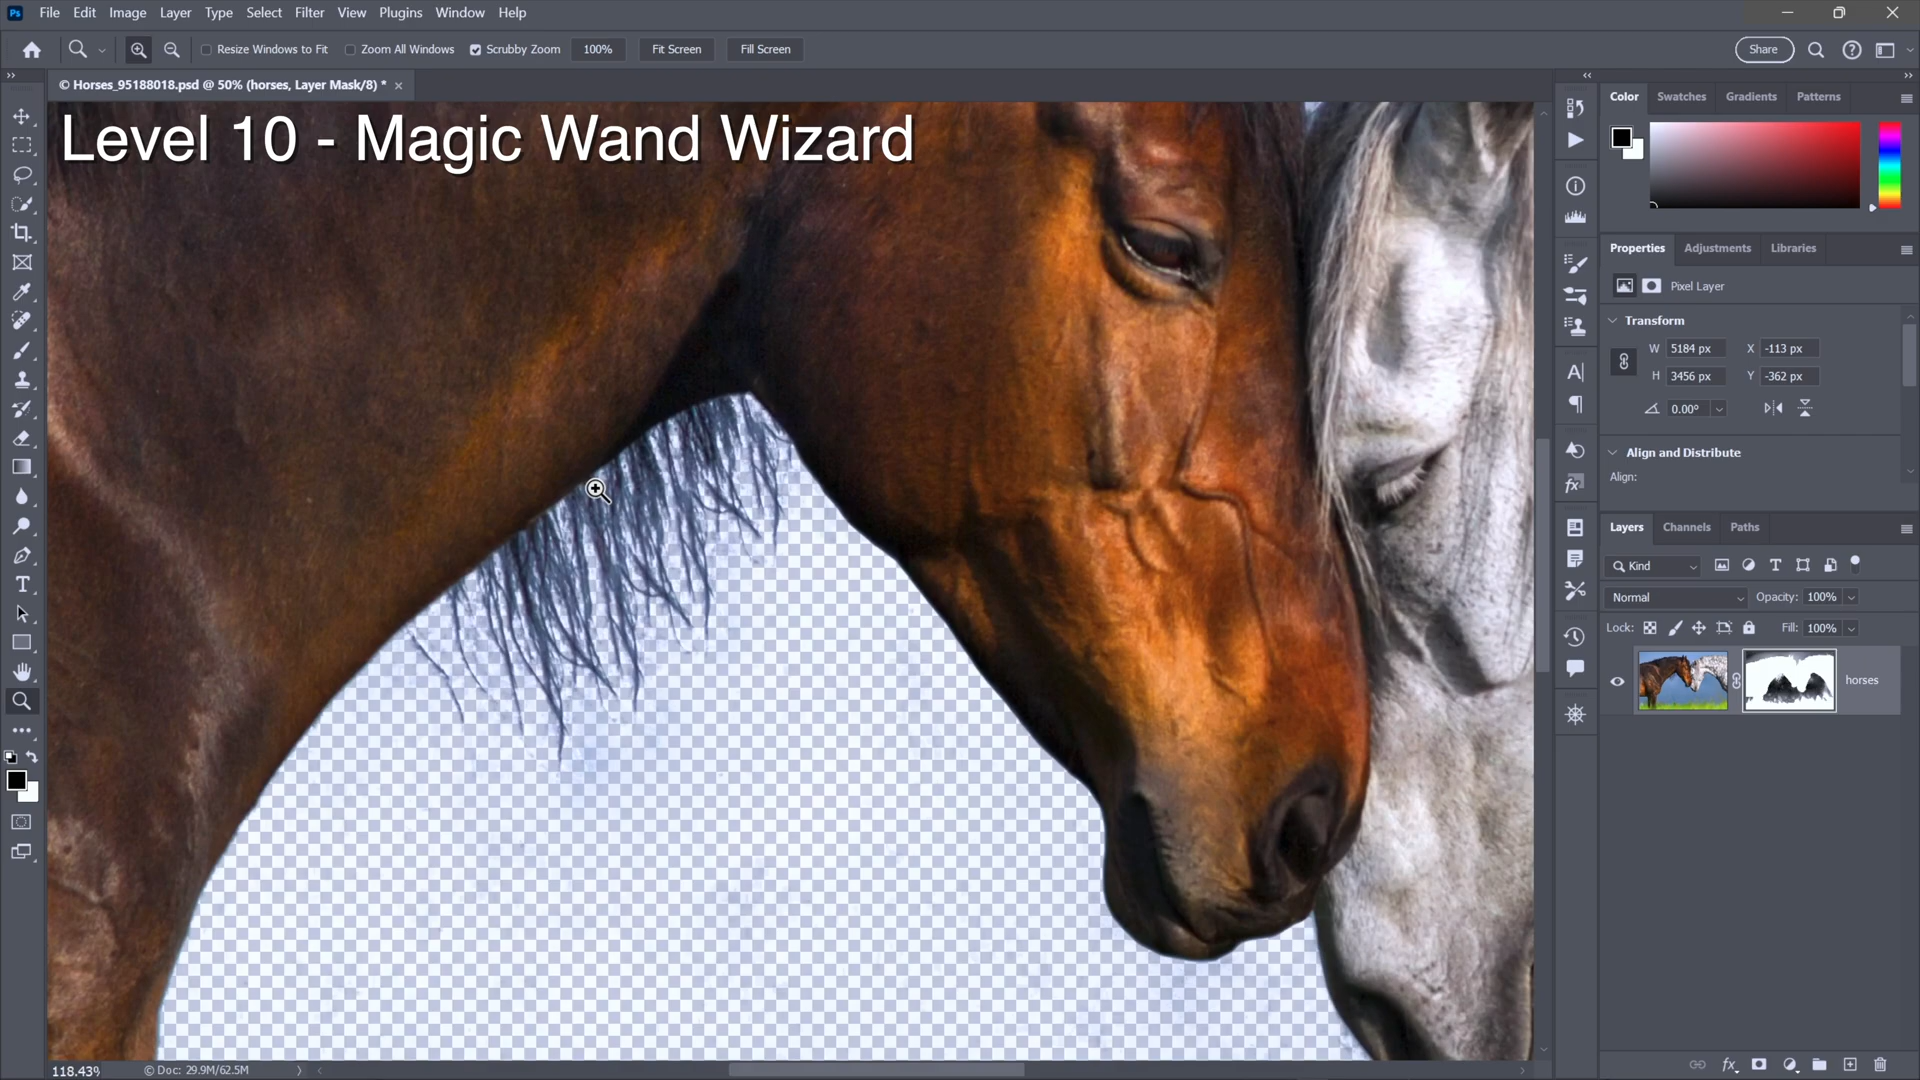 Ps File Edit Image Layer Type Select Filter View Plugins Window Help
Resize Windows to Fit Zoom All Windows Scrubby Zoom 100% Fit Screen Fill Screen Share
© Horses_95188018.psd @ 50% (horses, Layer Mask/8) *
Level 10 - Magic Wand Wizard
Color Swatches Gradients Patterns
Properties Adjustments Libraries
Pixel Layer
Transform
W 5184 px X -113 px
H 3456 px Y -362 px
0.00°
Align and Distribute
Align:
Layers Channels Paths
Kind
Normal Opacity: 100%
Lock: Fill: 100%
horses
118.43%
© Doc: 29.9M/62.5M